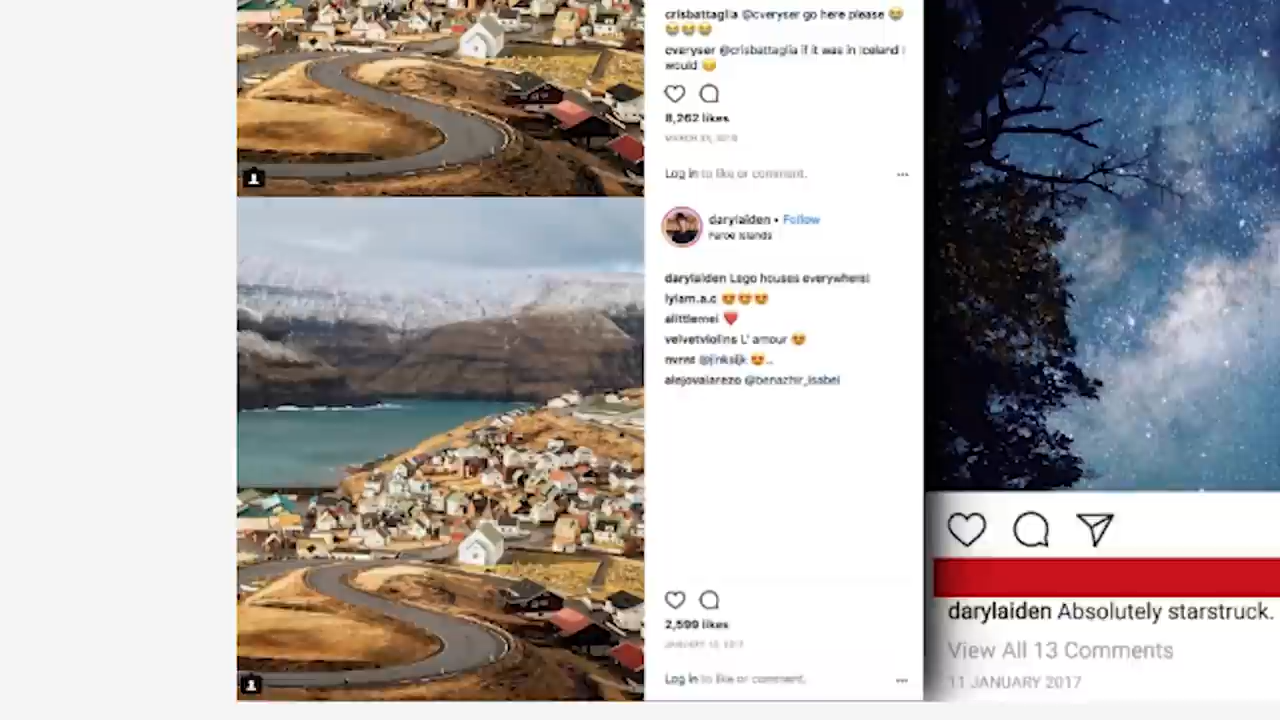 crisbattaglia @cveryser go here please 😭
😭😭😭
cveryser @crisbattaglia if it was in Iceland I
would 😔
8,262 likes
Log in to like or comment.
darylaiden • Follow
Faroe Islands
darylaiden Lego houses everywhere!
lylam.a.c 😍😍😍
alittlemei ❤️
velvetviolins L' amour 😍
alejovalarezo @benazhir_isabel
2,599 likes
Log in to like or comment.
darylaiden Absolutely starstruck.
View All 13 Comments
11 JANUARY 2017